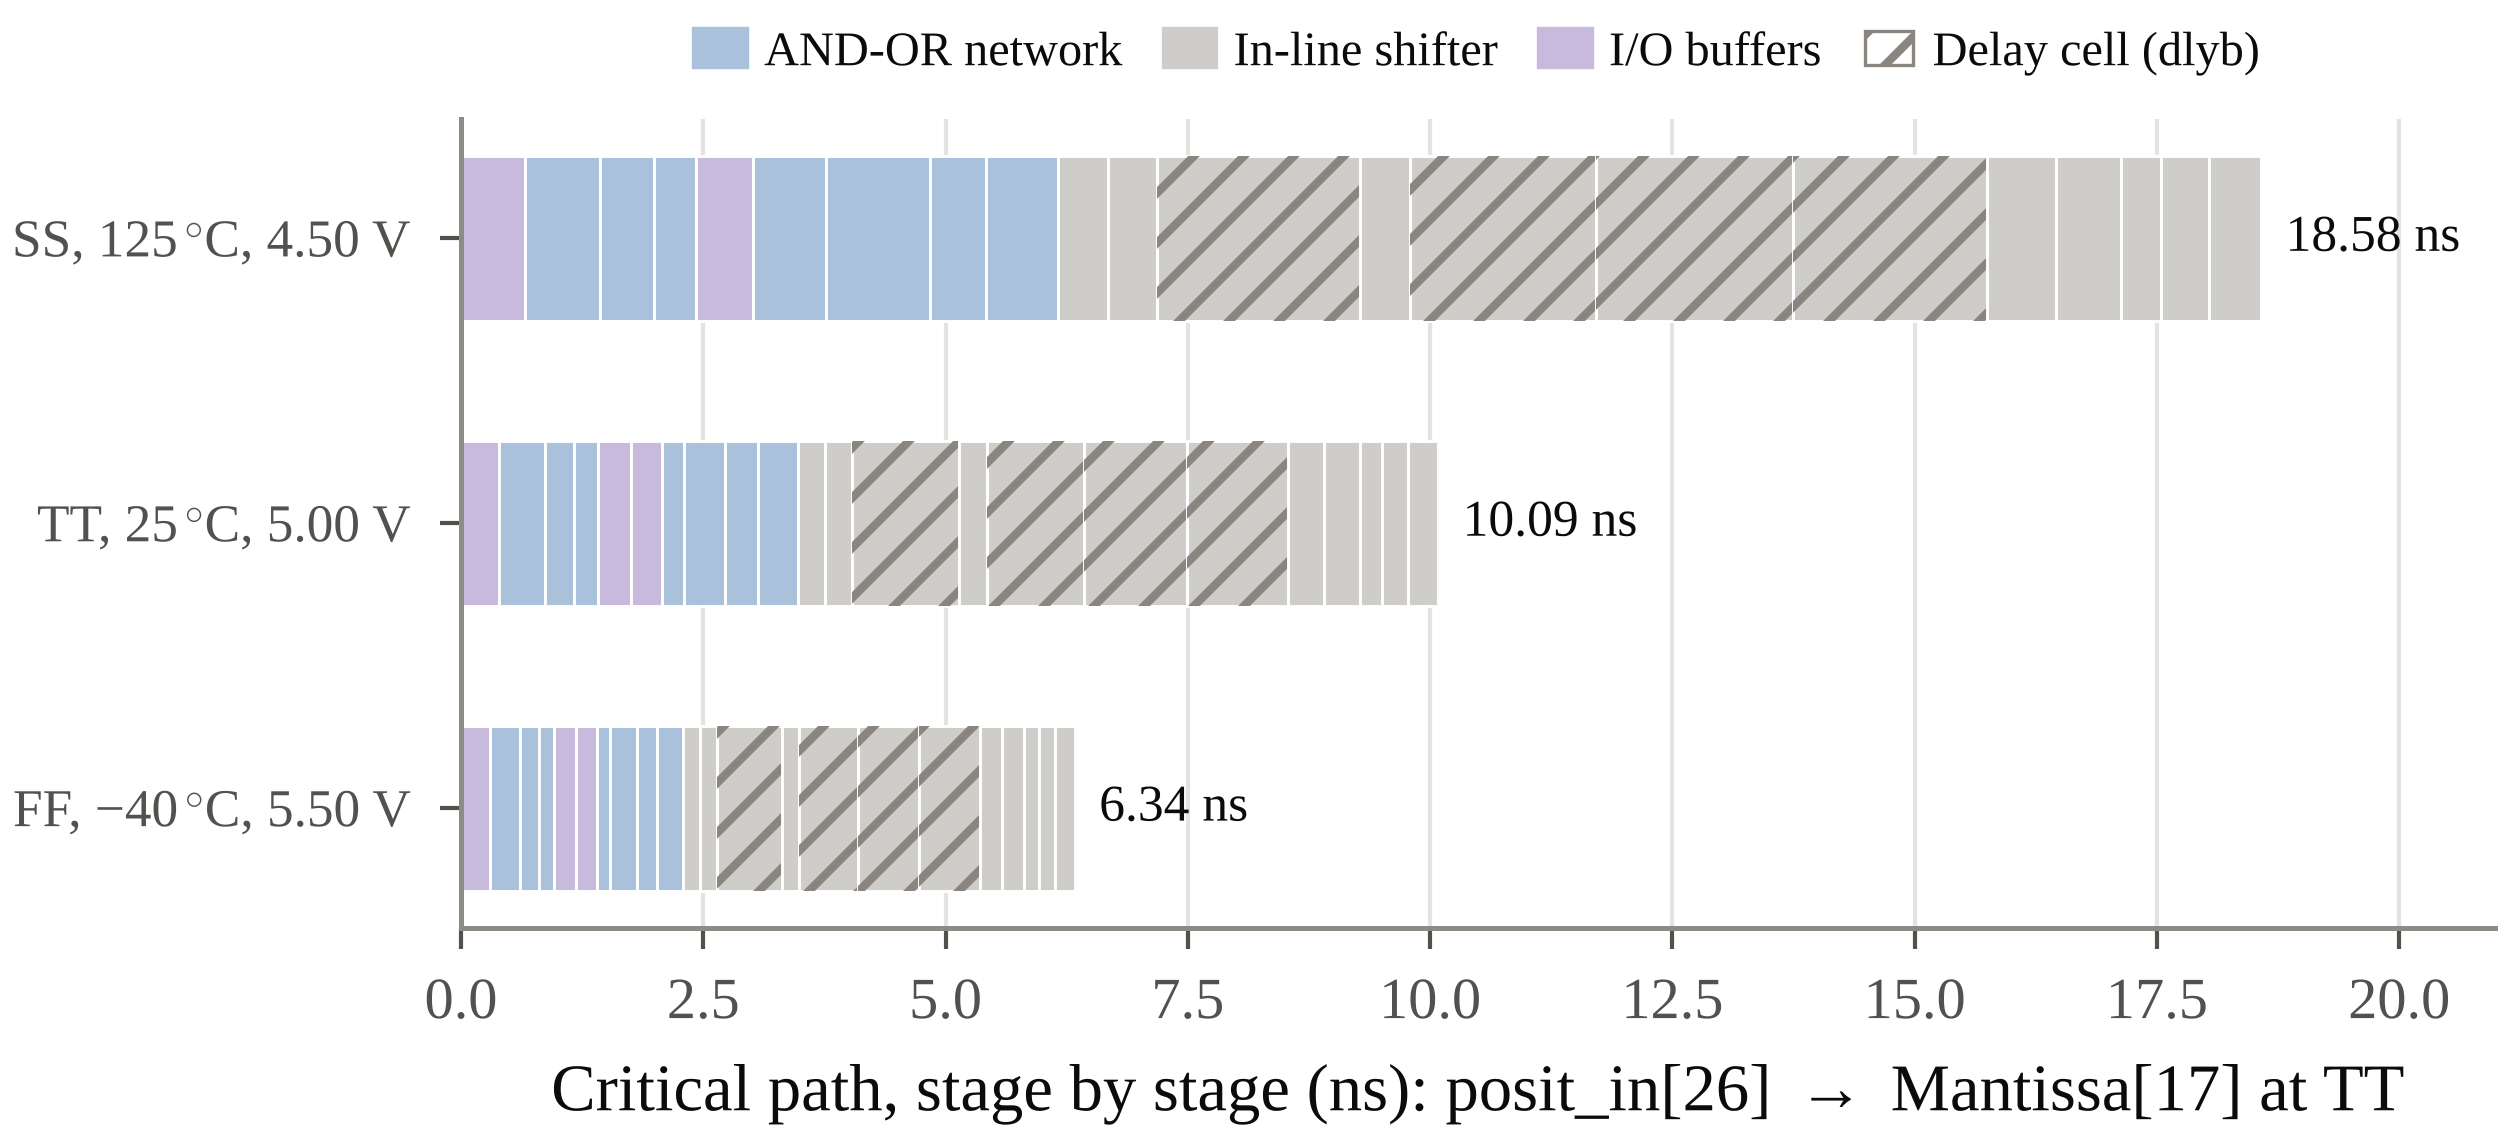 AND-OR network In-line shifter I/O buffers Delay cell (dlyb)
SS, 125°C, 4.50 V 18.58 ns
TT, 25°C, 5.00 V 10.09 ns
FF, −40°C, 5.50 V 6.34 ns
0.0 2.5 5.0 7.5 10.0 12.5 15.0 17.5 20.0
Critical path, stage by stage (ns): posit_in[26] → Mantissa[17] at TT